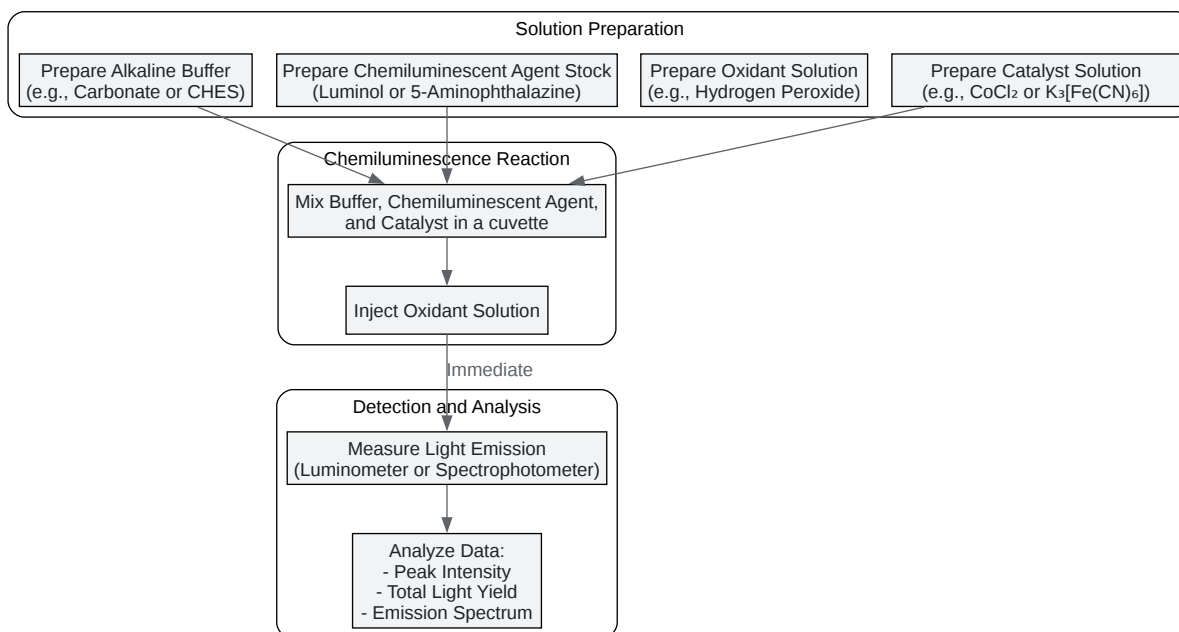 Solution Preparation
Prepare Alkaline Buffer
(e.g., Carbonate or CHES)
Prepare Chemiluminescent Agent Stock
(Luminol or 5-Aminophthalazine)
Prepare Oxidant Solution
(e.g., Hydrogen Peroxide)
Prepare Catalyst Solution
(e.g., CoCl₂ or K₃[Fe(CN)₆])
Chemiluminescence Reaction
Mix Buffer, Chemiluminescent Agent,
and Catalyst in a cuvette
Inject Oxidant Solution
Immediate
Detection and Analysis
Measure Light Emission
(Luminometer or Spectrophotometer)
Analyze Data:
- Peak Intensity
- Total Light Yield
- Emission Spectrum